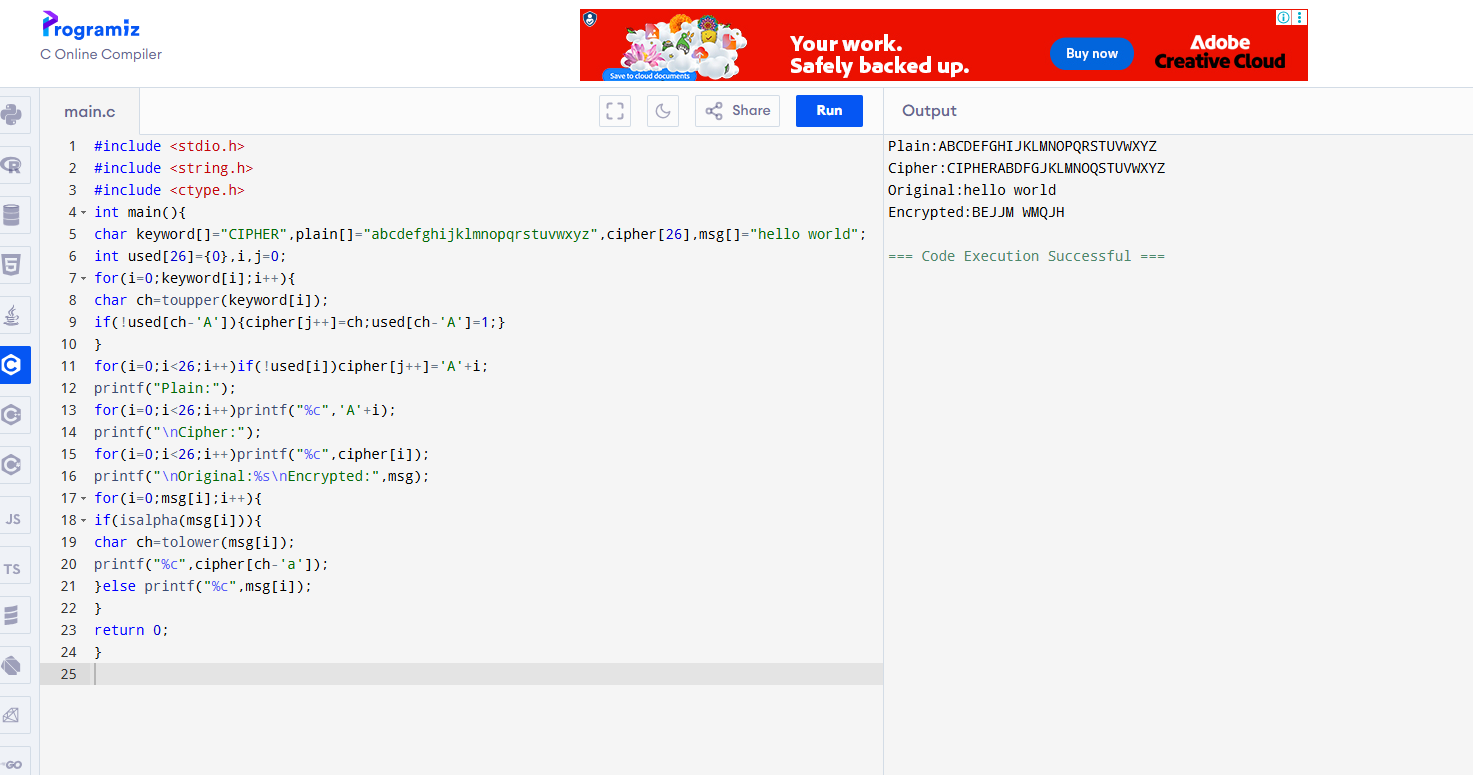 Programiz
C Online Compiler
Save to cloud documents
Your work.
Safely backed up.
Buy now
Adobe
Creative Cloud
main.c
Share
Run
Output
1 #include <stdio.h>
2 #include <string.h>
3 #include <ctype.h>
4 int main(){
5 char keyword[]="CIPHER",plain[]="abcdefghijklmnopqrstuvwxyz",cipher[26],msg[]="hello world";
6 int used[26]={0},i,j=0;
7 for(i=0;keyword[i];i++){
8 char ch=toupper(keyword[i]);
9 if(!used[ch-'A']){cipher[j++]=ch;used[ch-'A']=1;}
10 }
11 for(i=0;i<26;i++)if(!used[i])cipher[j++]='A'+i;
12 printf("Plain:");
13 for(i=0;i<26;i++)printf("%c",'A'+i);
14 printf("\nCipher:");
15 for(i=0;i<26;i++)printf("%c",cipher[i]);
16 printf("\nOriginal:%s\nEncrypted:",msg);
17 for(i=0;msg[i];i++){
18 if(isalpha(msg[i])){
19 char ch=tolower(msg[i]);
20 printf("%c",cipher[ch-'a']);
21 }else printf("%c",msg[i]);
22 }
23 return 0;
24 }
25
Plain:ABCDEFGHIJKLMNOPQRSTUVWXYZ
Cipher:CIPHERABDFGJKLMNOQSTUVWXYZ
Original:hello world
Encrypted:BEJJM WMQJH
=== Code Execution Successful ===
JS
TS
GO